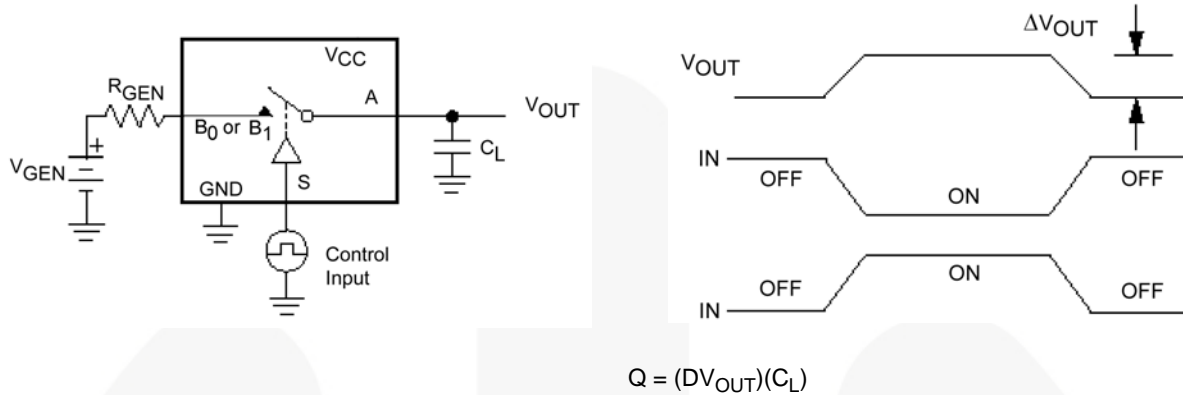 VCC
RGEN
A
VOUT
B0 or B1
CL
VGEN
+
S
GND
Control
Input
ΔVOUT
VOUT
IN
OFF
ON
OFF
IN
OFF
ON
OFF
Q = (DVOUT)(CL)